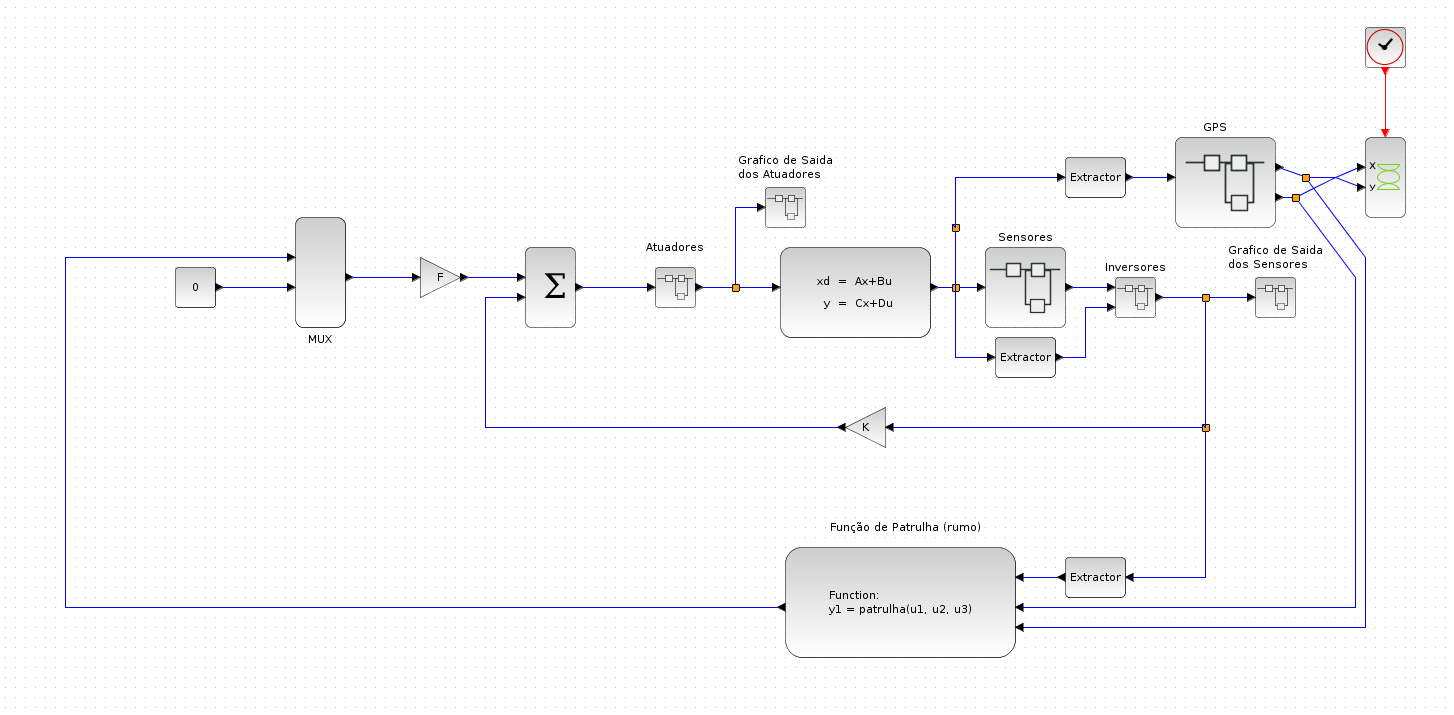 GPS
x
y
Grafico de Saida
dos Atuadores
Extractor
Atuadores
Sensores
Grafico de Saida
dos Sensores
Inversores
0
F
Σ
xd = Ax+Bu
y = Cx+Du
MUX
Extractor
K
Função de Patrulha (rumo)
Extractor
Function:
y1 = patrulha(u1, u2, u3)